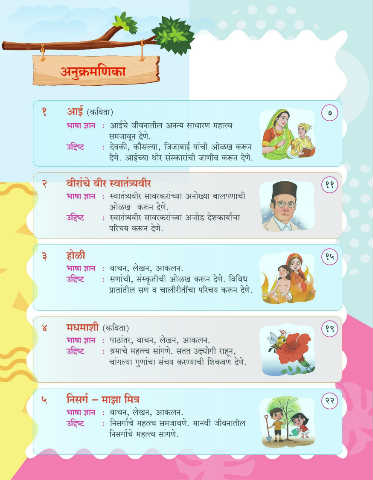 अनुक्रमणिका
१ आई (कविता) ७
भाषा ज्ञान : आईचे जीवनातील अनन्य साधारण महत्त्व
समजावून देणे.
उद्दिष्ट : देवकी, कौसल्या, जिजाबाई यांची ओळख करून
देणे. आईच्या थोर संस्कारांची जाणीव करून देणे.
२ वीरांचे वीर स्वातंत्र्यवीर ११
भाषा ज्ञान : स्वातंत्र्यवीर सावरकरांच्या अनोख्या बालपणाची
ओळख करून देणे.
उद्दिष्ट : स्वातंत्र्यवीर सावरकरांच्या अजोड देशकार्याचा
परिचय करून देणे.
३ होळी १५
भाषा ज्ञान : वाचन, लेखन, आकलन.
उद्दिष्ट : सणांची, संस्कृतीची ओळख करून देणे. विविध
प्रांतांतील सण व चालीरीतींचा परिचय करून देणे.
४ मधमाशी (कविता) १९
भाषा ज्ञान : पाठांतर, वाचन, लेखन, आकलन.
उद्दिष्ट : श्रमाचे महत्त्व सांगणे. सतत उद्योगी राहून,
चांगल्या गुणांचा संचय करण्याची शिकवण देणे.
५ निसर्ग – माझा मित्र २२
भाषा ज्ञान : वाचन, लेखन, आकलन.
उद्दिष्ट : निसर्गाचे महत्त्व समजावणे. मानवी जीवनातील
निसर्गाचे महत्त्व सांगणे.